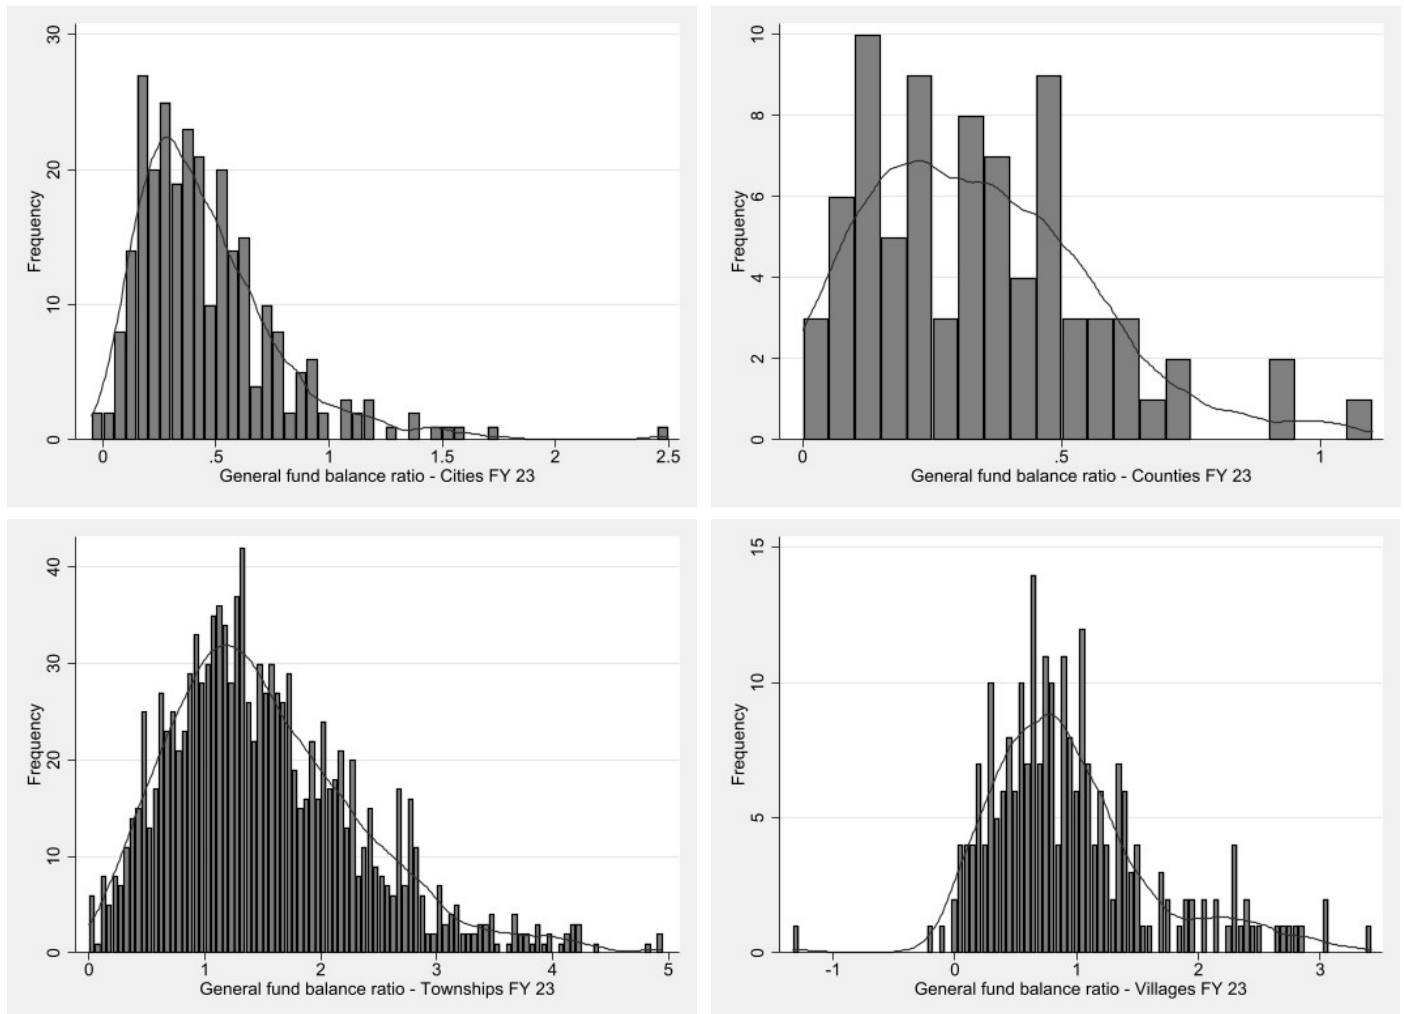 30
20
10
0
Frequency
0 .5 1 1.5 2 2.5
General fund balance ratio - Cities FY 23
10
8
6
4
2
0
Frequency
0 .5 1
General fund balance ratio - Counties FY 23
40
30
20
10
0
Frequency
0 1 2 3 4 5
General fund balance ratio - Townships FY 23
15
10
5
0
Frequency
-1 0 1 2 3
General fund balance ratio - Villages FY 23